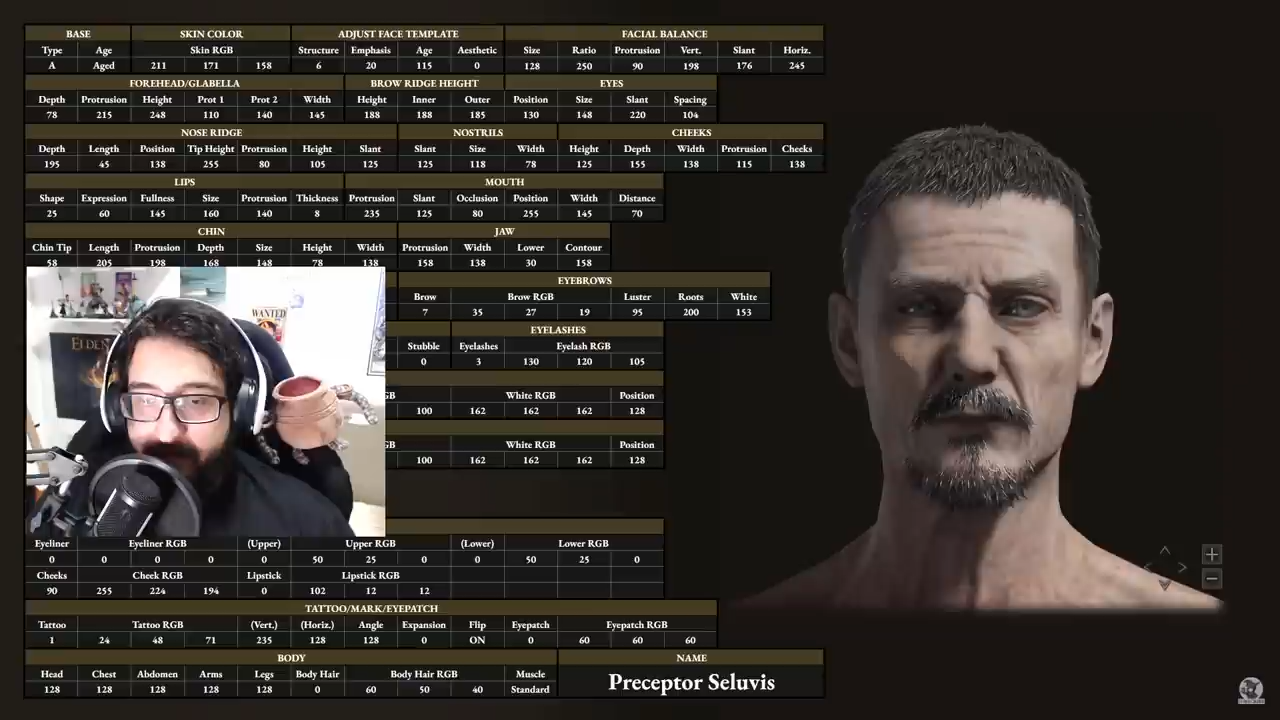 BASE SKIN COLOR ADJUST FACE TEMPLATE FACIAL BALANCE
Type Age Skin RGB Structure Emphasis Age Aesthetic Size Ratio Protrusion Vert. Slant Horiz.
A Aged 211 171 158 6 20 115 0 128 250 90 198 176 245
FOREHEAD/GLABELLA BROW RIDGE HEIGHT EYES
Depth Protrusion Height Prot 1 Prot 2 Width Height Inner Outer Position Size Slant Spacing
78 215 248 110 140 145 188 188 185 130 148 220 104
NOSE RIDGE NOSTRILS CHEEKS
Depth Length Position Tip Height Protrusion Height Slant Slant Size Width Height Depth Width Protrusion Cheeks
195 45 138 255 80 105 125 125 118 78 125 155 138 115 138
LIPS MOUTH
Shape Expression Fullness Size Protrusion Thickness Protrusion Slant Occlusion Position Width Distance
25 60 145 160 140 8 235 125 80 255 145 70
CHIN JAW
Chin Tip Length Protrusion Depth Size Height Width Protrusion Width Lower Contour
58 205 198 168 148 78 138 158 138 30 158
EYEBROWS
Brow Brow RGB Luster Roots White
7 35 27 19 95 200 153
WANTED
EYELASHES
Stubble Eyelashes Eyelash RGB
0 3 130 120 105
White RGB Position
100 162 162 162 128
White RGB Position
100 162 162 162 128
Eyeliner Eyeliner RGB (Upper) Upper RGB (Lower) Lower RGB
0 0 0 0 0 50 25 0 0 50 25 0
Cheeks Cheek RGB Lipstick Lipstick RGB
90 255 224 194 0 102 12 12
TATTOO/MARK/EYEPATCH
Tattoo Tattoo RGB (Vert.) (Horiz.) Angle Expansion Flip Eyepatch Eyepatch RGB
1 24 48 71 235 128 128 0 ON 0 60 60 60
BODY NAME
Head Chest Abdomen Arms Legs Body Hair Body Hair RGB Muscle
128 128 128 128 128 0 60 50 40 Standard
Preceptor Seluvis